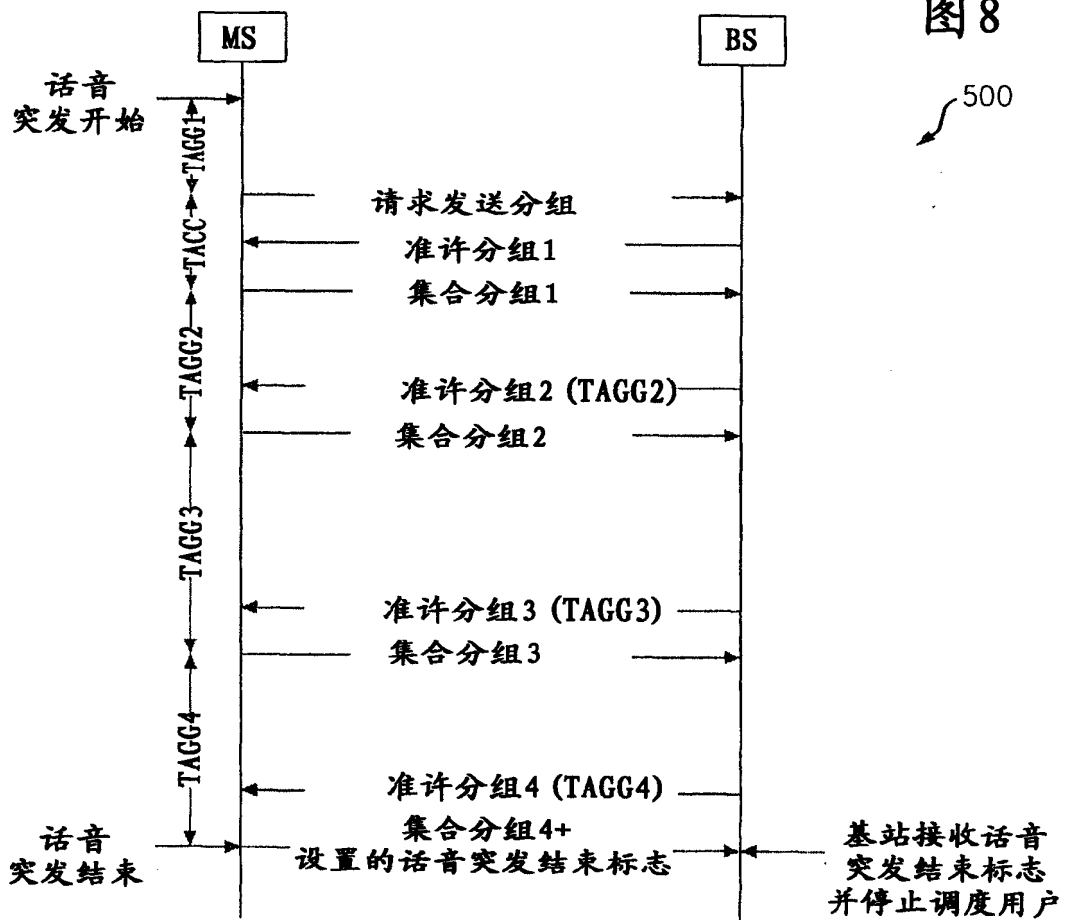 图8
MS
BS
500
话音
突发开始
TAGG1
请求发送分组
TACC
准许分组1
集合分组1
TAGG2
准许分组2 (TAGG2)
集合分组2
TAGG3
准许分组3 (TAGG3)
集合分组3
TAGG4
准许分组4 (TAGG4)
话音
突发结束
集合分组4+
设置的话音突发结束标志
基站接收话音
突发结束标志
并停止调度用户